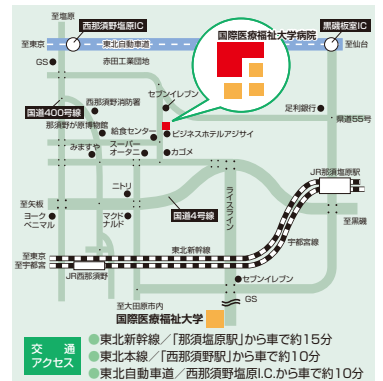 至塩原
西那須野塩原IC
国際医療福祉大学病院
黒磯板室IC
至東京
東北自動車道
至仙台
GS
赤田工業団地
セブンイレブン
西那須野消防署
国道400号線
足利銀行
県道55号
那須野が原博物館
給食センター
ビジネスホテルアジサイ
みますや
スーパー
オータニ
カゴメ
JR那須塩原駅
ニトリ
ライスライン
至矢板
ヨーク
ベニマル
マクド
ナルド
国道4号線
至黒磯
宇都宮線
東北新幹線
至東京
至宇都宮
JR西那須野
セブンイレブン
GS
至大田原市内
国際医療福祉大学
交通
アクセス
●東北新幹線／「那須塩原駅」から車で約15分
●東北本線／「西那須野駅」から車で約10分
●東北自動車道／西那須野塩原I.C.から車で約10分